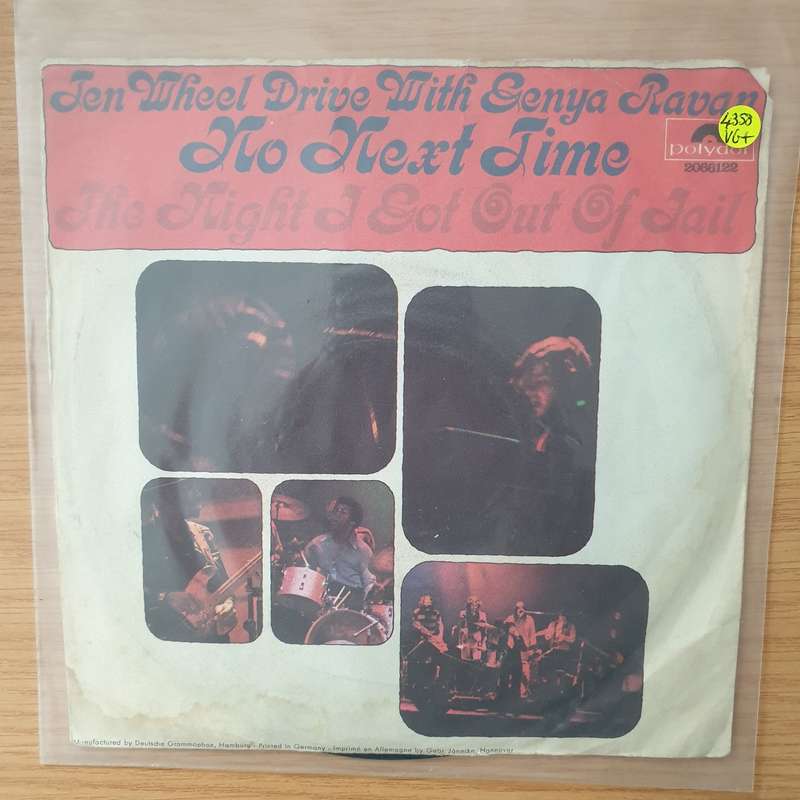 Ten Wheel Drive With Genya Ravan
No Next Time
The Night I Got Out Of Jail
4358
VG+
Polydor
2066122
Manufactured by Deutsche Grammophon, Hamburg · Printed in Germany · Imprimé en Allemagne by Gebr. Jänecke, Hannover